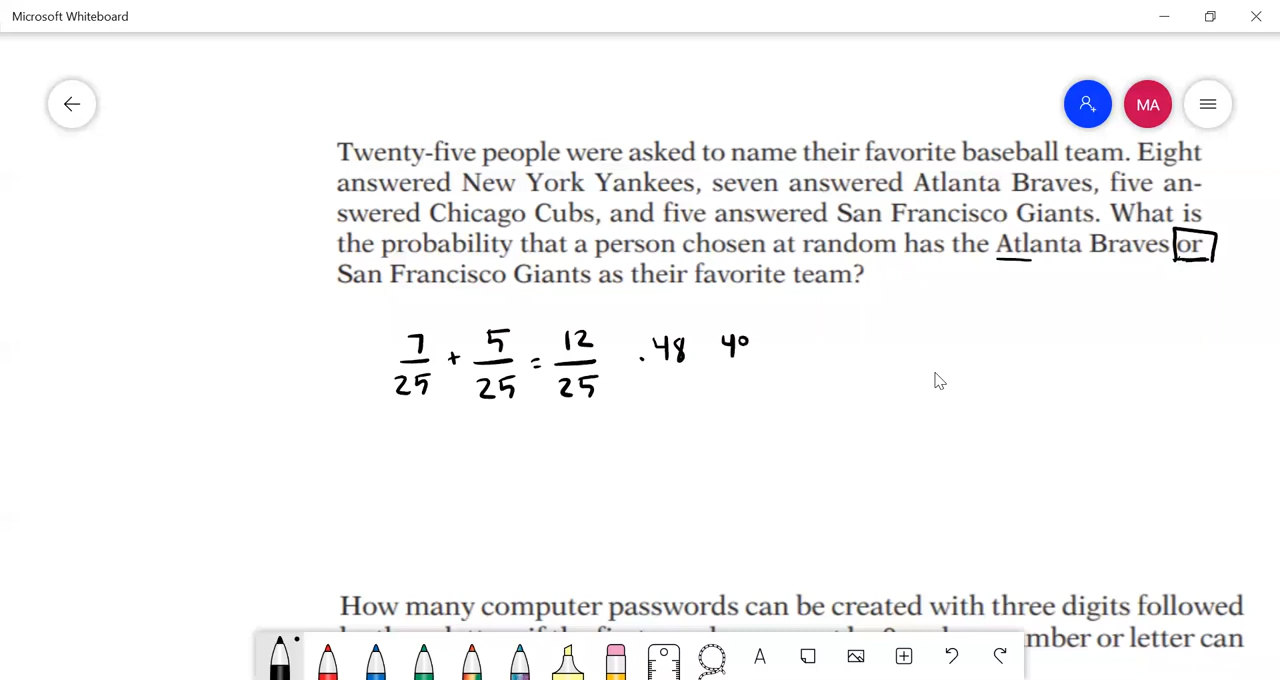 Microsoft Whiteboard
MA
Twenty-five people were asked to name their favorite baseball team. Eight
answered New York Yankees, seven answered Atlanta Braves, five an-
swered Chicago Cubs, and five answered San Francisco Giants. What is
the probability that a person chosen at random has the Atlanta Braves or
San Francisco Giants as their favorite team?
7/25 + 5/25 = 12/25 .48 40
How many computer passwords can be created with three digits followed
number or letter can
A